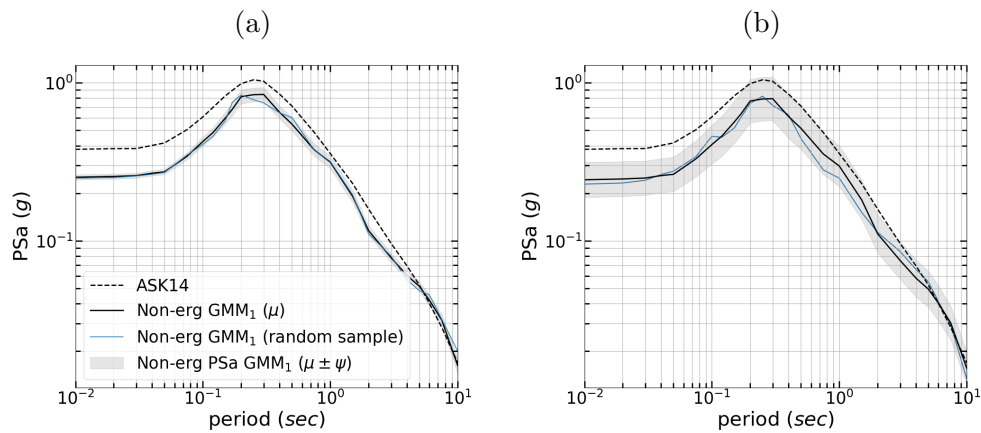 (a)
(b)
PSa (g)
10⁰
10⁻¹
ASK14
Non-erg GMM₁ (μ)
Non-erg GMM₁ (random sample)
Non-erg PSa GMM₁ (μ ± ψ)
10⁻² 10⁻¹ 10⁰ 10¹
period (sec)
PSa (g)
10⁰
10⁻¹
10⁻² 10⁻¹ 10⁰ 10¹
period (sec)